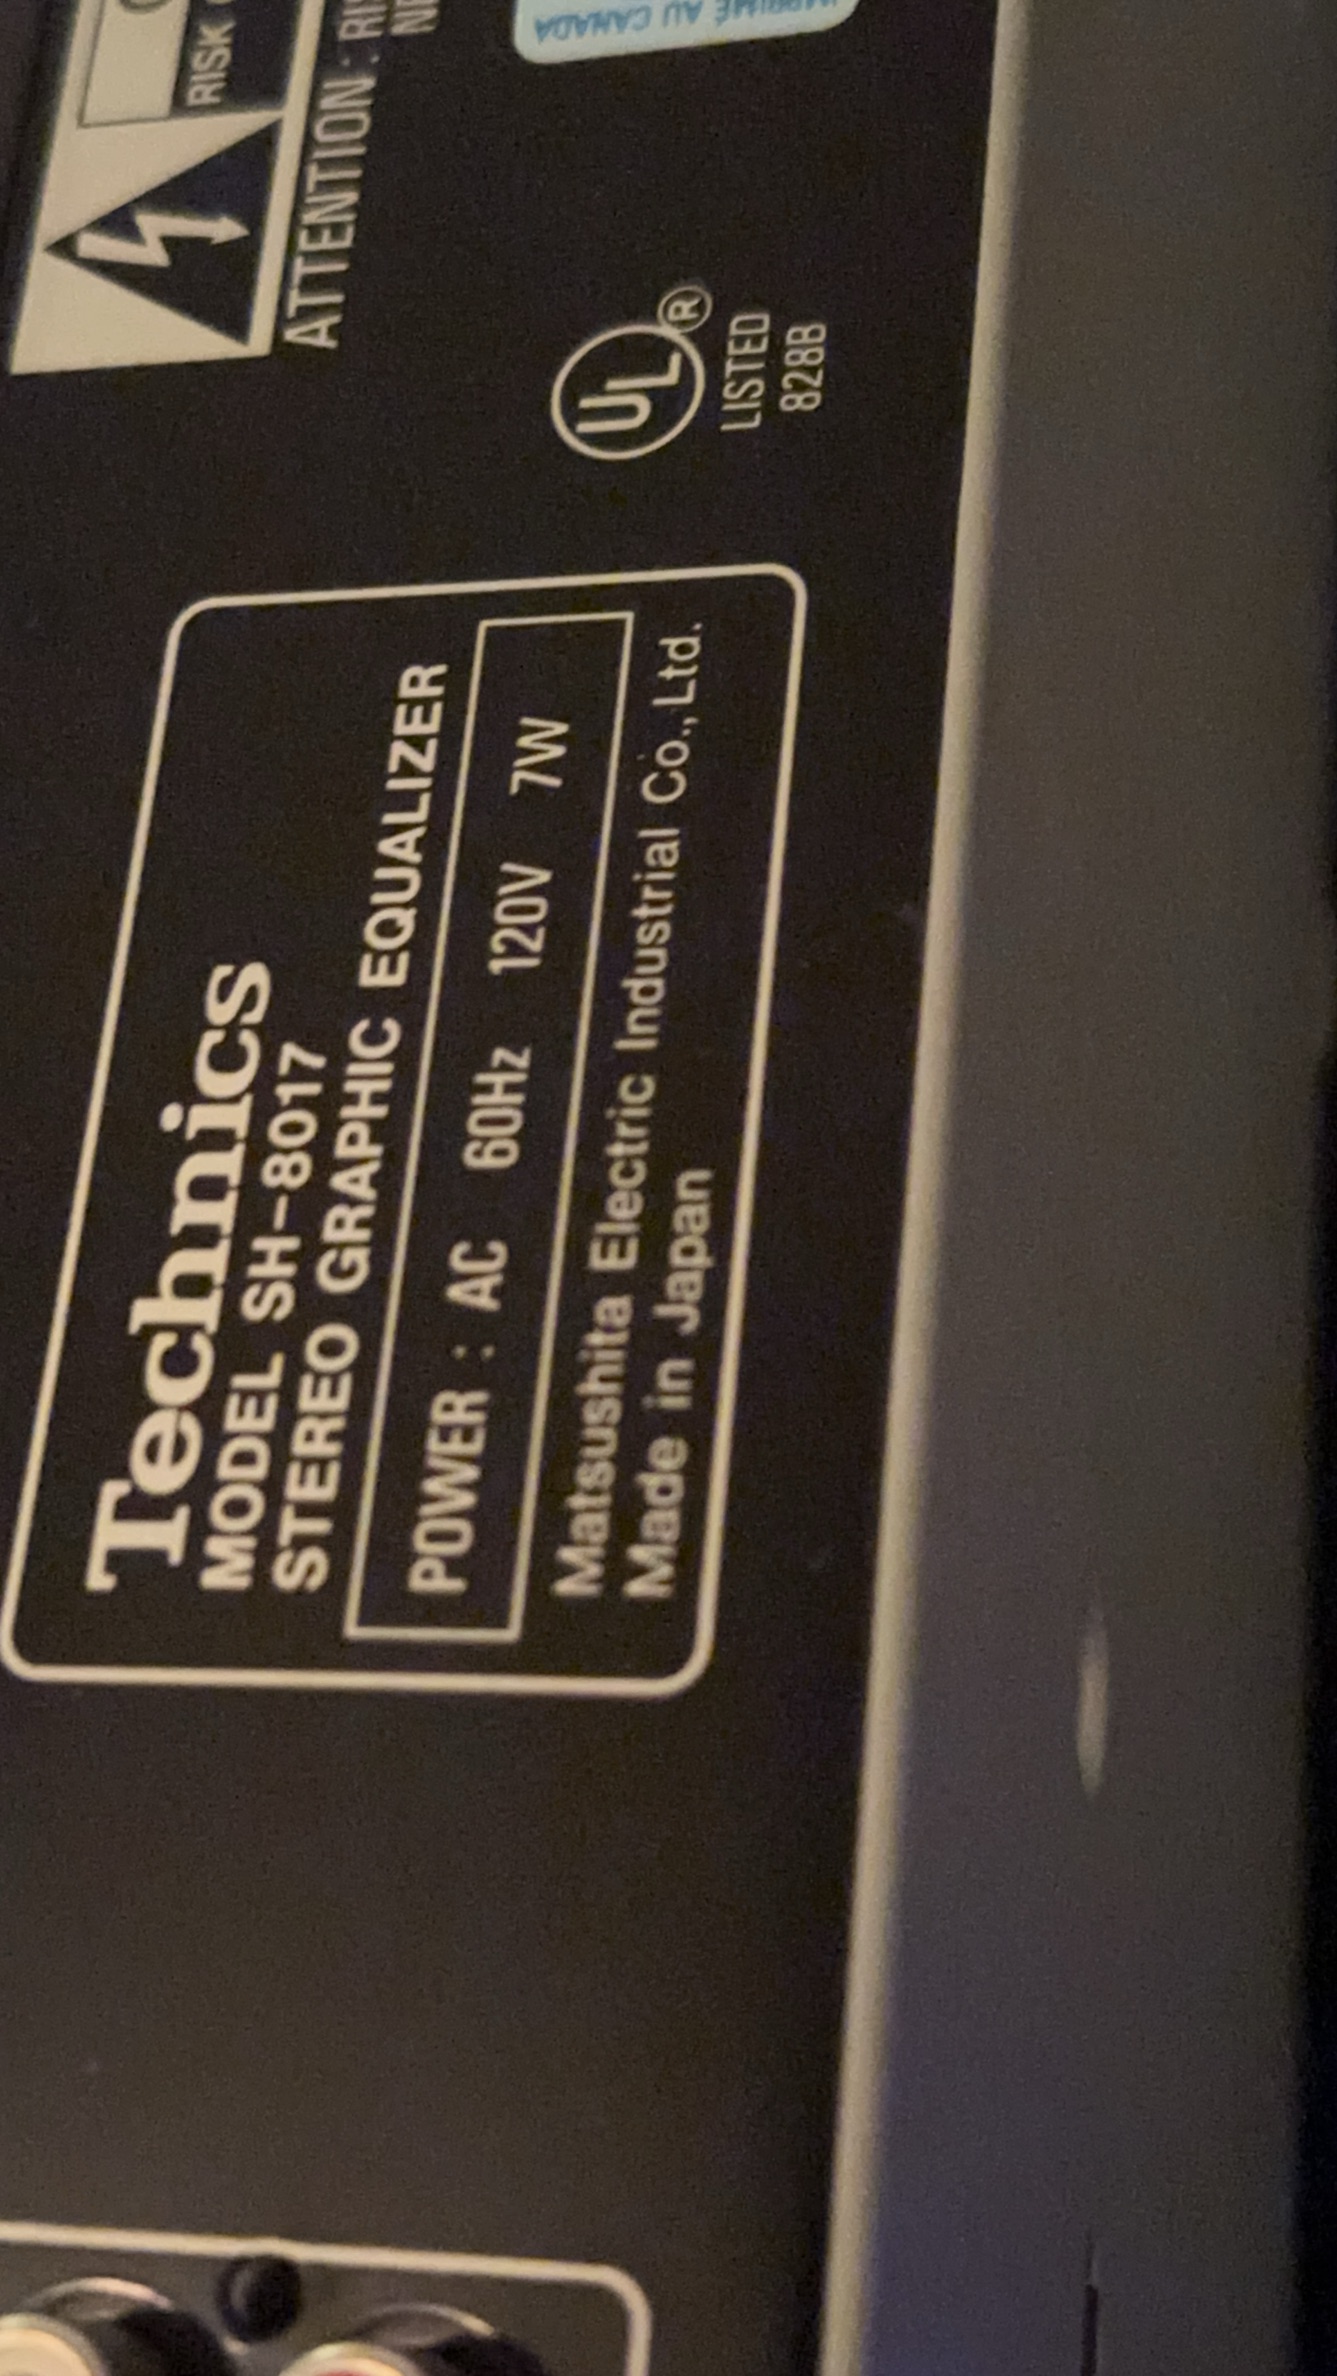 RISK
ATTENTION:
IMPRIMÉ AU CANADA
UL®
LISTED
828B
Technics
MODEL SH-8017
STEREO GRAPHIC EQUALIZER
POWER : AC 60Hz 120V 7W
Matsushita Electric Industrial Co., Ltd.
Made in Japan